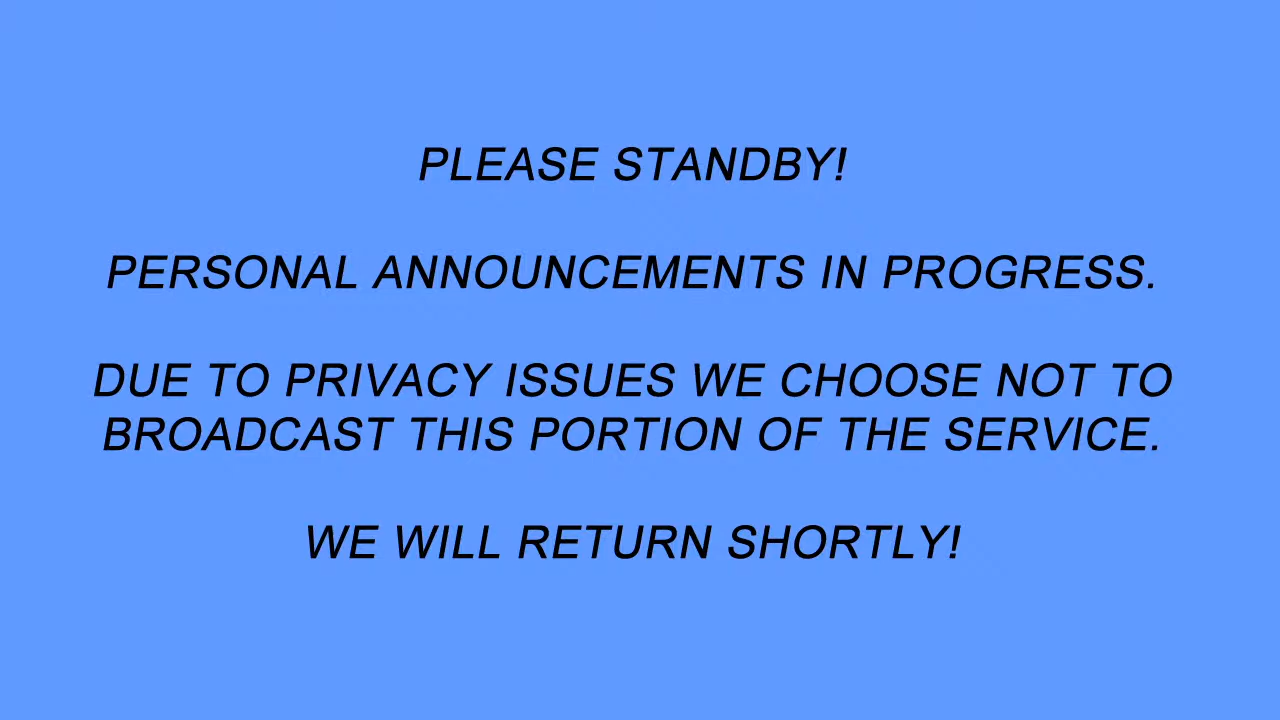 PLEASE STANDBY!
PERSONAL ANNOUNCEMENTS IN PROGRESS.
DUE TO PRIVACY ISSUES WE CHOOSE NOT TO
BROADCAST THIS PORTION OF THE SERVICE.
WE WILL RETURN SHORTLY!